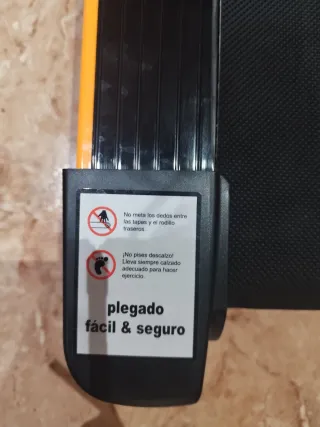 No meta los dedos entre
las tapas y el rodillo
traseros.
¡No pises descalzo!
Lleva siempre calzado
adecuado para hacer
ejercicio.
plegado
fácil & seguro